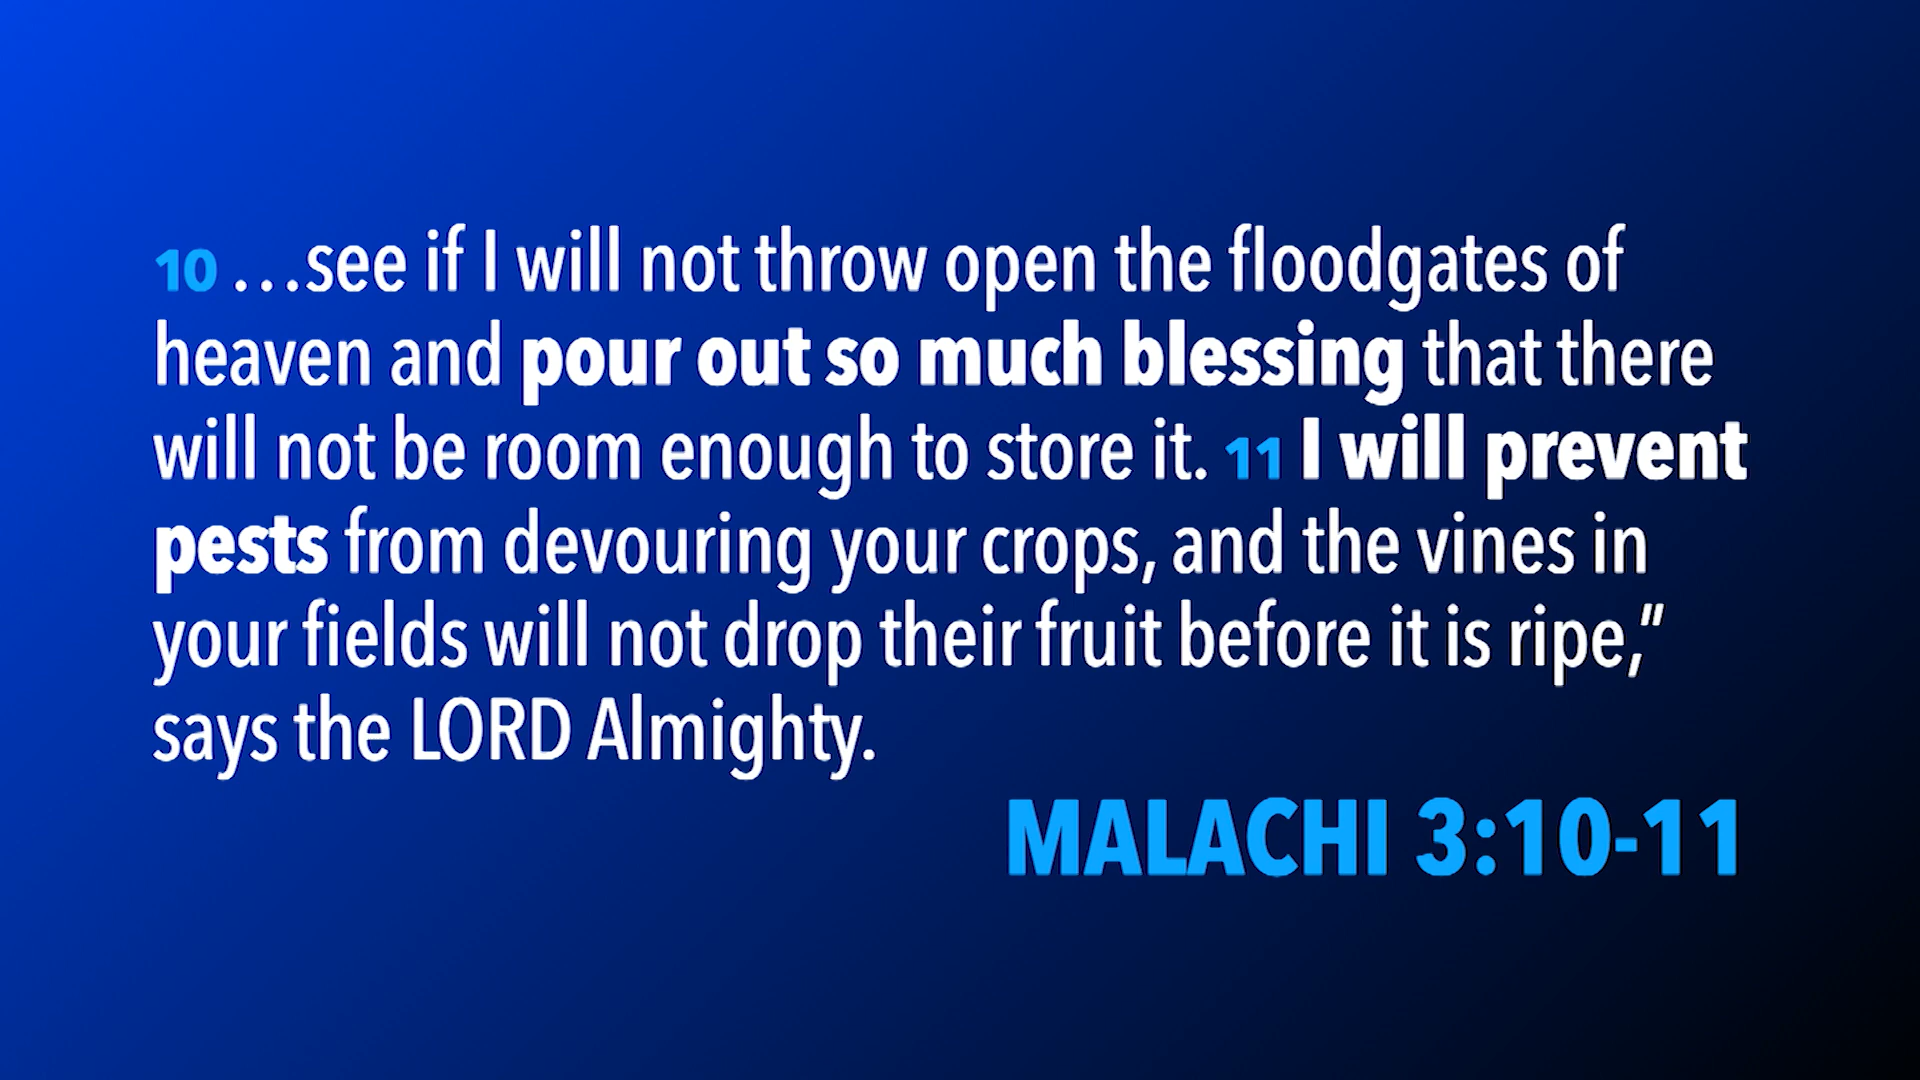 10 …see if I will not throw open the floodgates of
heaven and pour out so much blessing that there
will not be room enough to store it. 11 I will prevent
pests from devouring your crops, and the vines in
your fields will not drop their fruit before it is ripe,”
says the LORD Almighty.
MALACHI 3:10-11